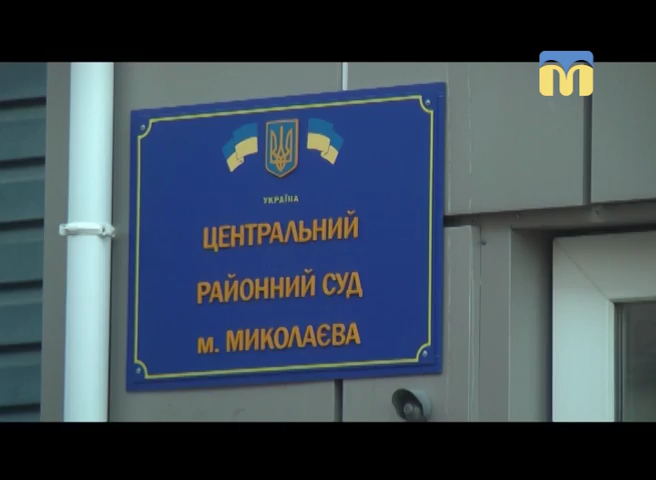 М
УКРАЇНА
ЦЕНТРАЛЬНИЙ
РАЙОННИЙ СУД
м. МИКОЛАЄВА